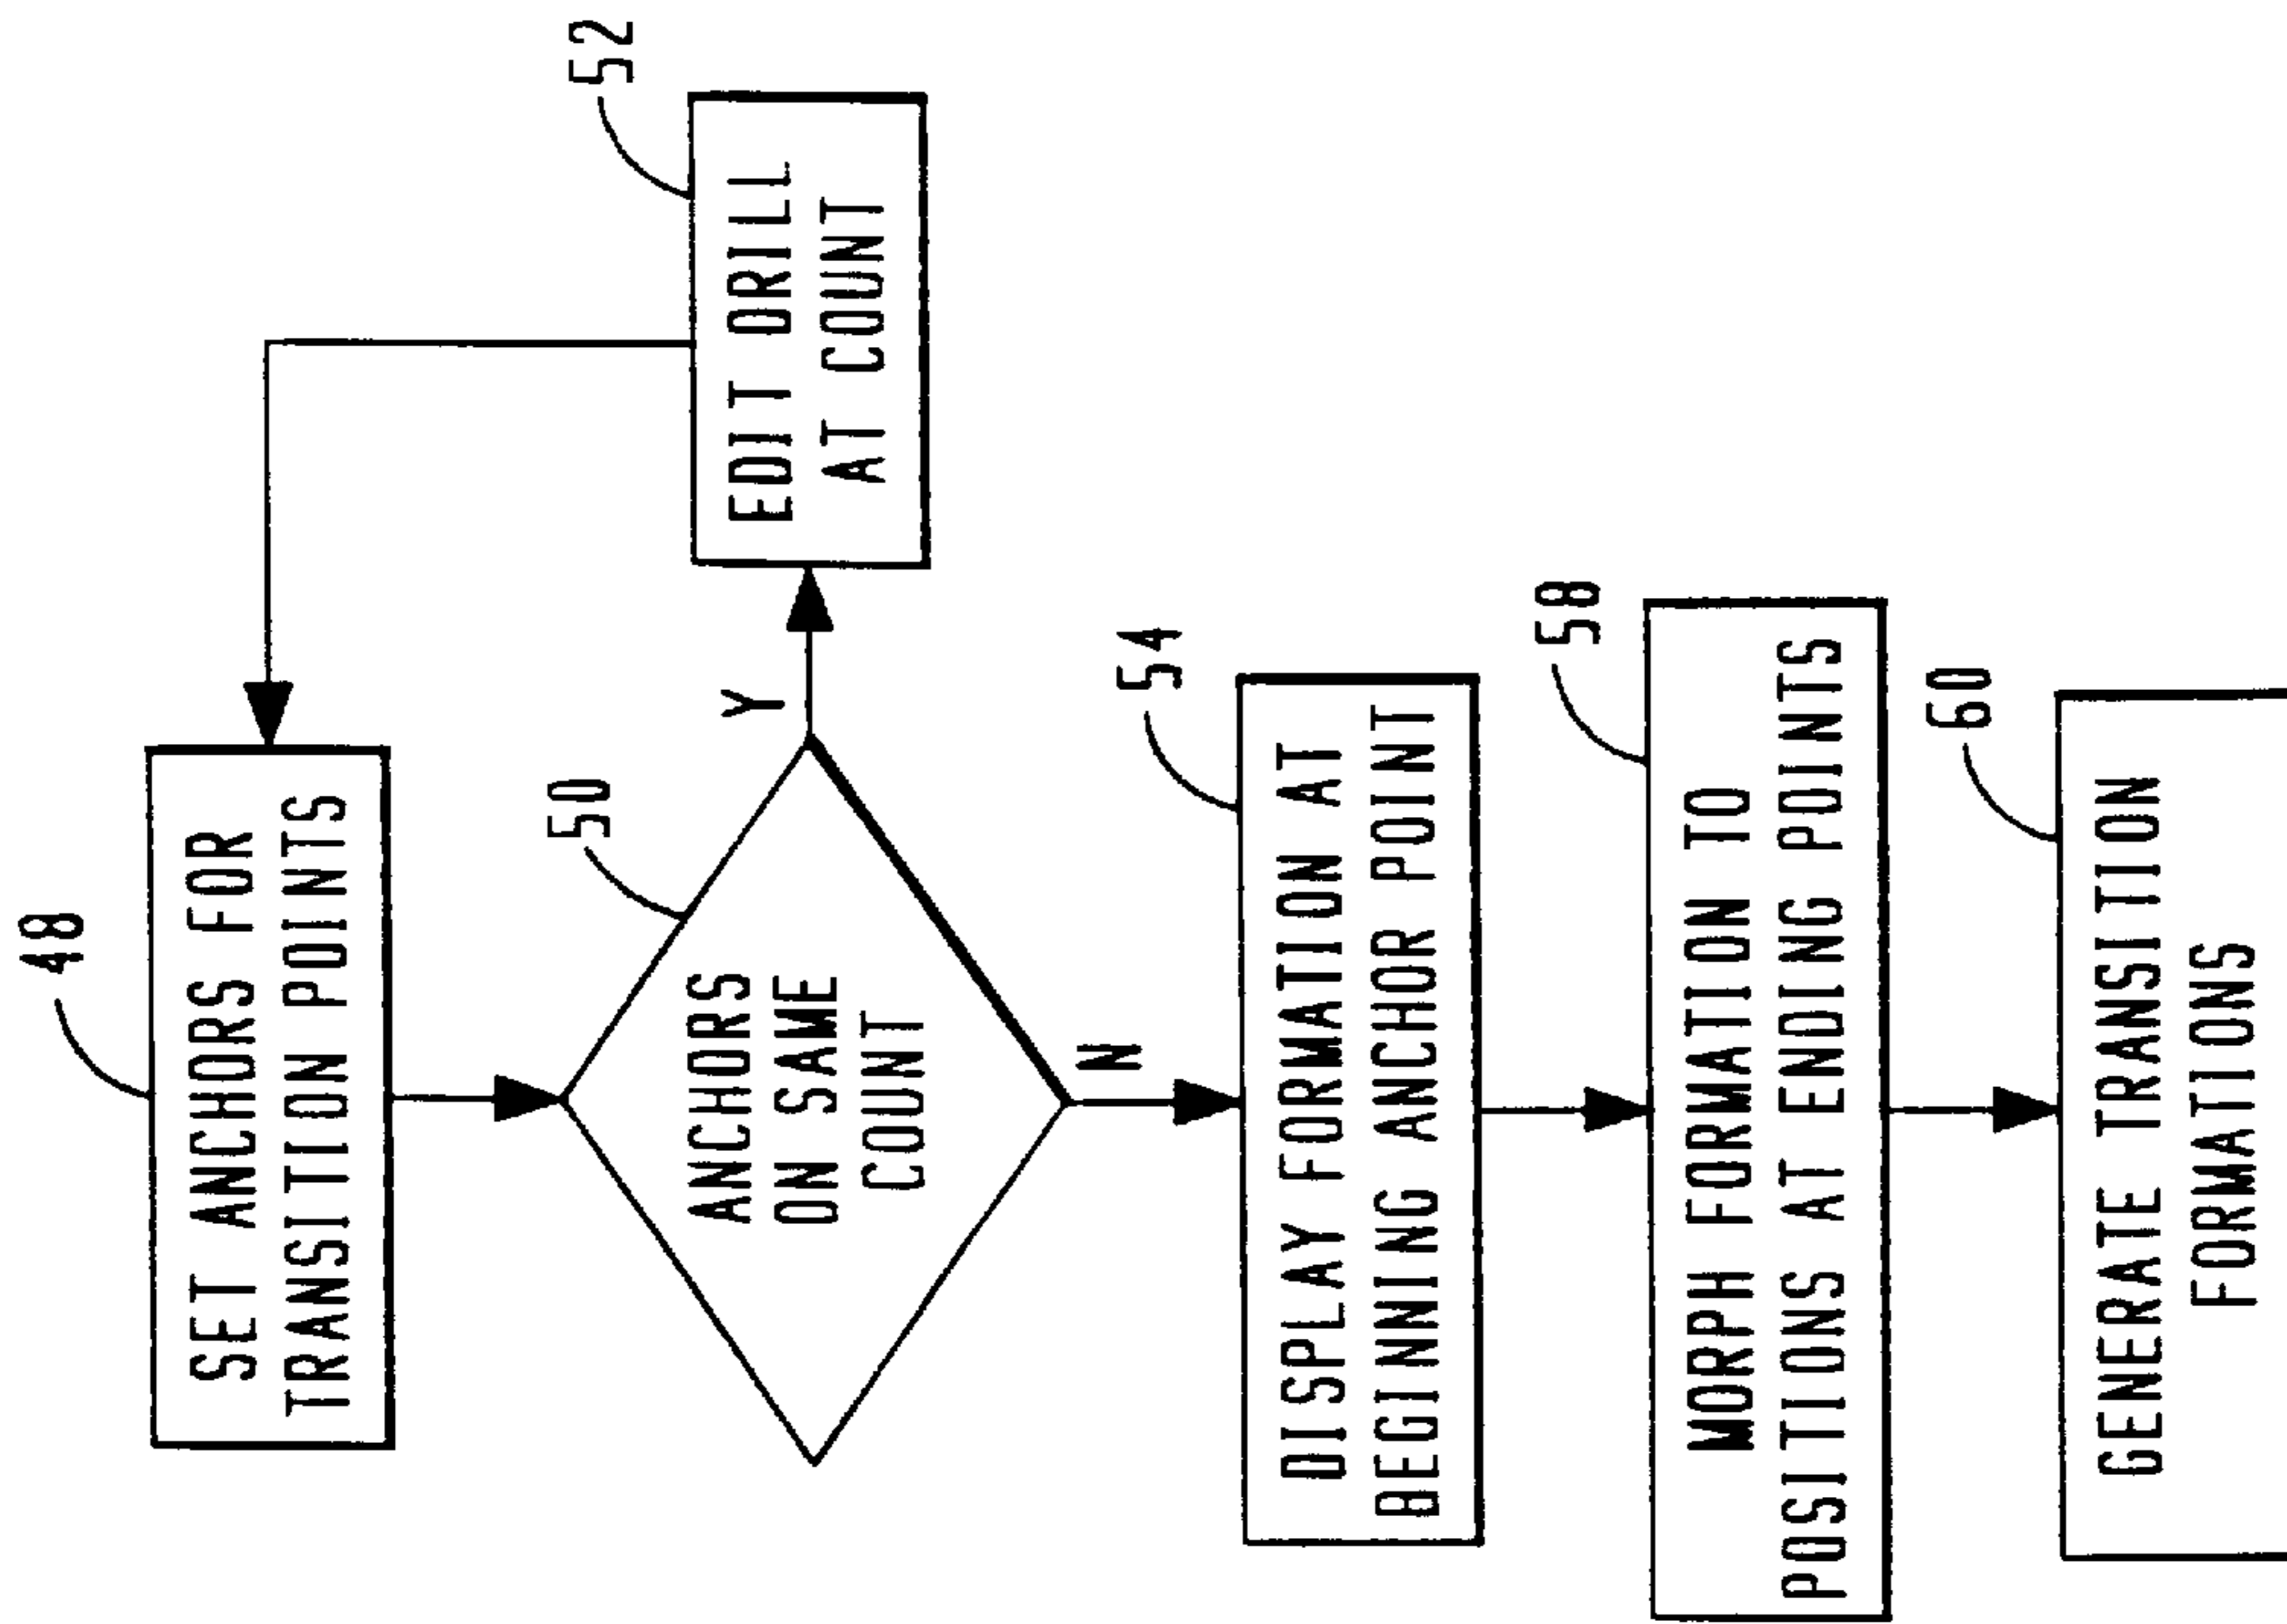 48
SET ANCHORS FOR
TRANSITION POINTS
50
ANCHORS
ON SAME
COUNT
Y
52
EDIT DRILL
AT COUNT
N
54
DISPLAY FORMATION AT
BEGINNING ANCHOR POINT
58
MORPH FORMATION TO
POSITIONS AT ENDING POINTS
60
GENERATE TRANSITION
FORMATIONS